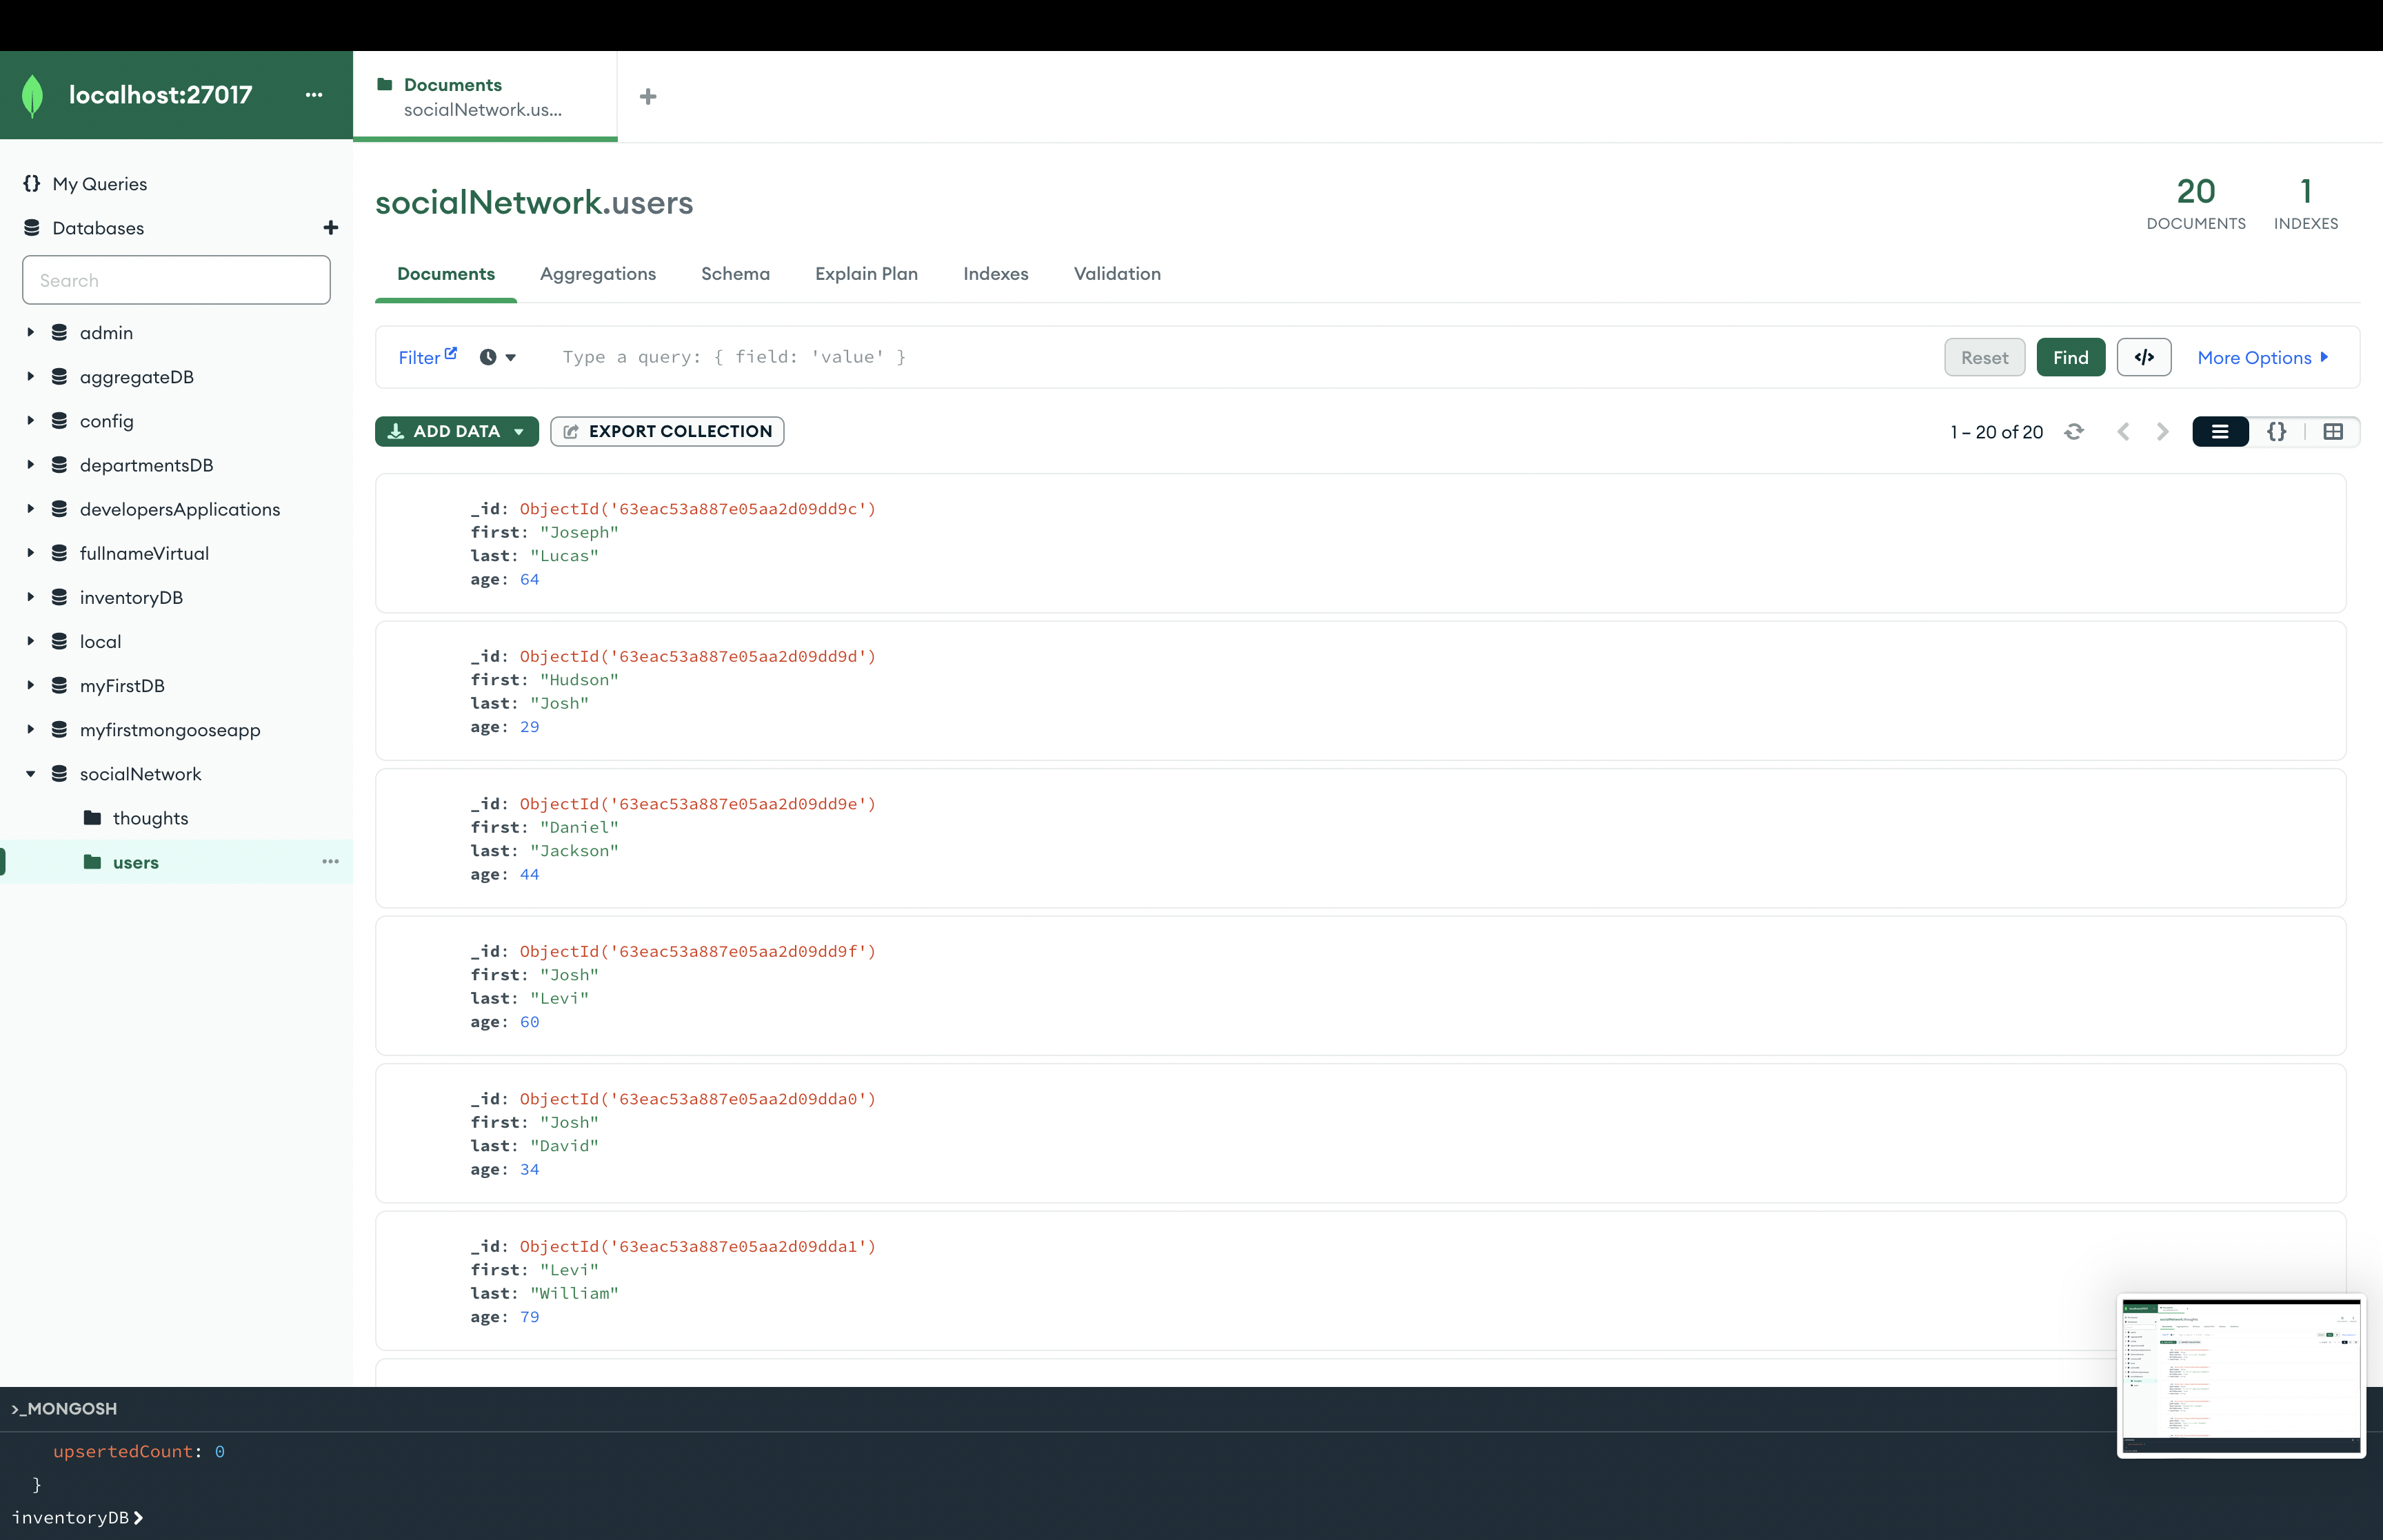 localhost:27017
...
Documents
socialNetwork.us...
+
{} My Queries
Databases
+
Search
admin
aggregateDB
config
departmentsDB
developersApplications
fullnameVirtual
inventoryDB
local
myFirstDB
myfirstmongooseapp
socialNetwork
thoughts
users
...
socialNetwork.users
20
DOCUMENTS
1
INDEXES
Documents Aggregations Schema Explain Plan Indexes Validation
Filter
Type a query: { field: 'value' }
Reset
Find
</>
More Options
ADD DATA
EXPORT COLLECTION
1 – 20 of 20
{}
_id: ObjectId('63eac53a887e05aa2d09dd9c')
first: "Joseph"
last: "Lucas"
age: 64
_id: ObjectId('63eac53a887e05aa2d09dd9d')
first: "Hudson"
last: "Josh"
age: 29
_id: ObjectId('63eac53a887e05aa2d09dd9e')
first: "Daniel"
last: "Jackson"
age: 44
_id: ObjectId('63eac53a887e05aa2d09dd9f')
first: "Josh"
last: "Levi"
age: 60
_id: ObjectId('63eac53a887e05aa2d09dda0')
first: "Josh"
last: "David"
age: 34
_id: ObjectId('63eac53a887e05aa2d09dda1')
first: "Levi"
last: "William"
age: 79
>_MONGOSH
upsertedCount: 0
}
inventoryDB>